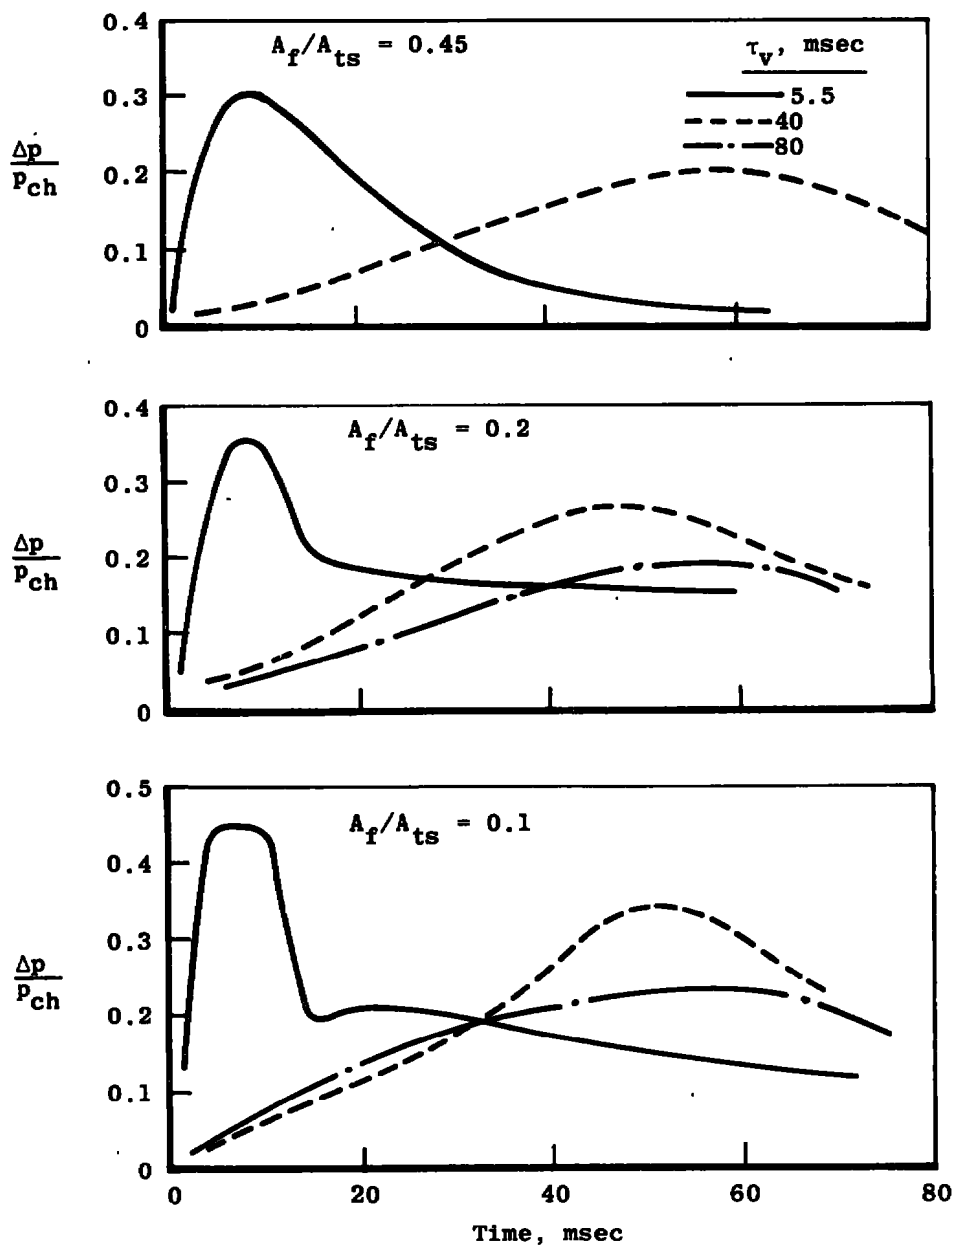 0.4
A_f/A_ts = 0.45
τ_v, msec
0.3
5.5
40
Δp
p_ch
80
0.2
0.1
0
0.4
A_f/A_ts = 0.2
0.3
Δp
p_ch
0.2
0.1
0
0.5
A_f/A_ts = 0.1
0.4
0.3
Δp
p_ch
0.2
0.1
0
0 20 40 60 80
Time, msec